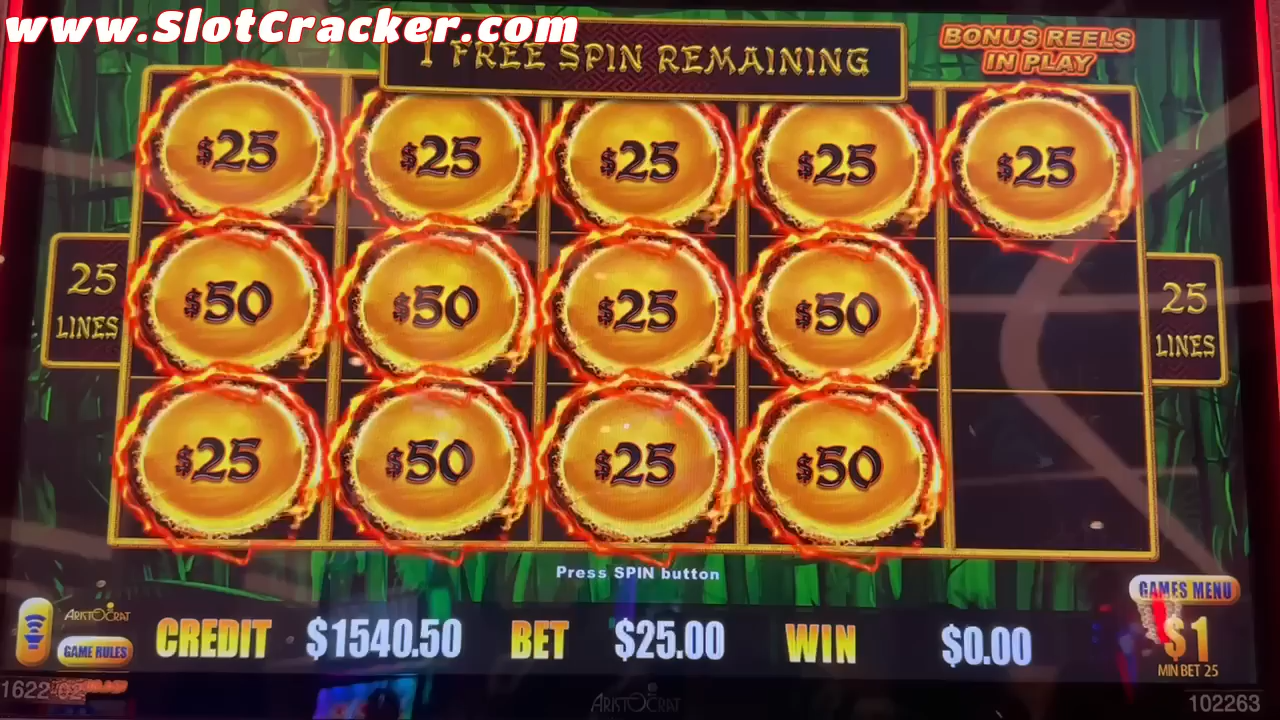 www.SlotCracker.com
1 FREE SPIN REMAINING
BONUS REELS
IN PLAY
$25 $25 $25 $25 $25
$50 $50 $25 $50
$25 $50 $25 $50
25
LINES
25
LINES
Press SPIN button
GAMES MENU
ARISTOCRAT
GAME RULES
CREDIT $1540.50 BET $25.00 WIN $0.00
$1
MIN BET 25
ARISTOCRAT
102263